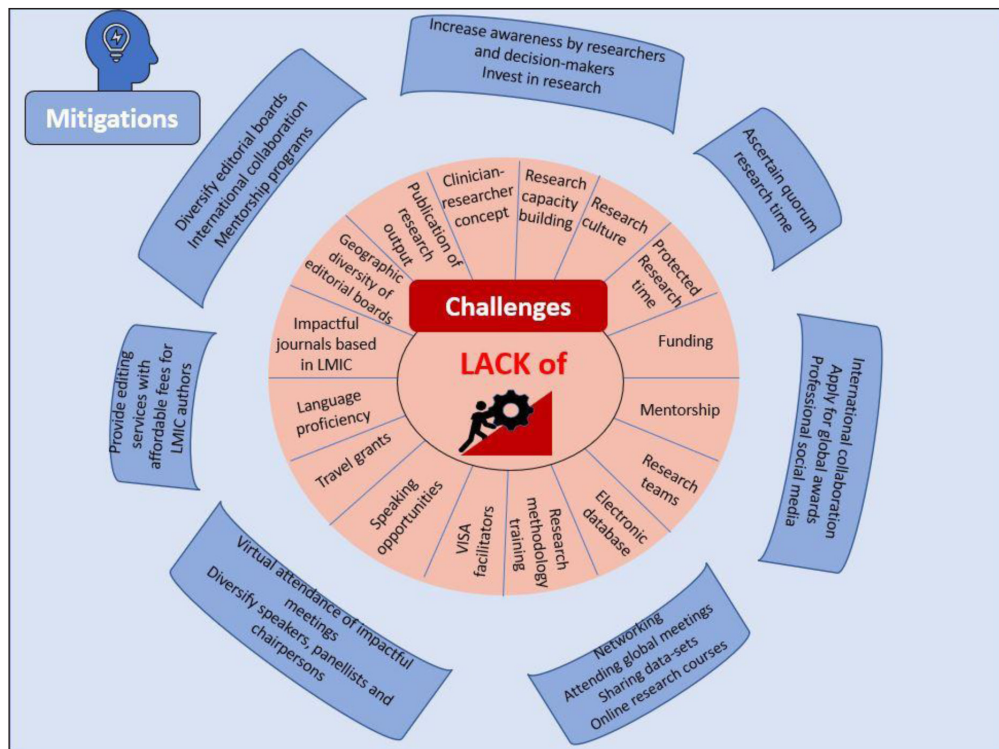 Mitigations
Increase awareness by researchers
and decision-makers
Invest in research
Ascertain quorum
research time
International collaboration
Apply for global awards
Professional social media
Networking
Attending global meetings
Sharing data-sets
Online research courses
Virtual attendance of impactful
meetings
Diversify speakers, panellists and
chairpersons
Provide editing
services with
affordable fees for
LMIC authors
Diversify editorial boards
International collaboration
Mentorship programs
Challenges
LACK of
Clinician-
researcher
concept
Research
capacity
building
Research
culture
Protected
Research
time
Funding
Mentorship
Research
teams
Electronic
database
Research
methodology
training
VISA
facilitators
Speaking
opportunities
Travel grants
Language
proficiency
Impactful
journals based
in LMIC
Geographic
diversity of
editorial boards
Publication of
research
output